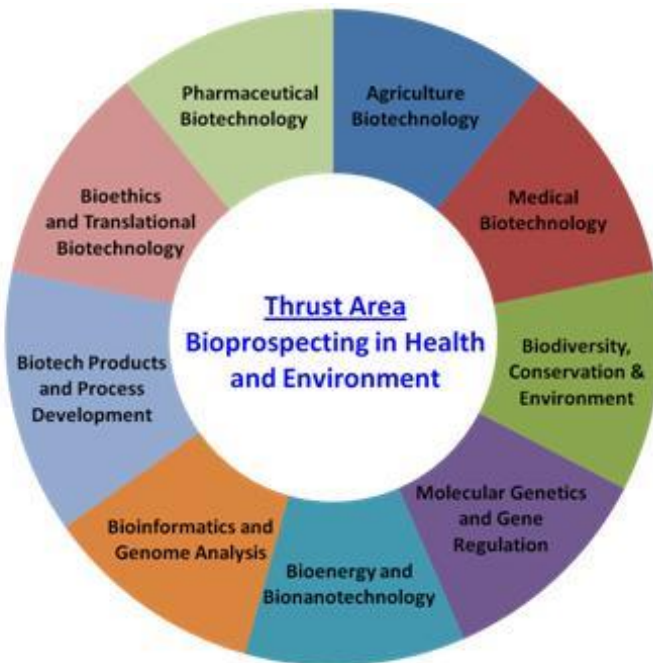 Thrust Area
Bioprospecting in Health
and Environment
Agriculture
Biotechnology
Medical
Biotechnology
Biodiversity,
Conservation &
Environment
Molecular Genetics
and Gene
Regulation
Bioenergy and
Bionanotechnology
Bioinformatics and
Genome Analysis
Biotech Products
and Process
Development
Bioethics
and Translational
Biotechnology
Pharmaceutical
Biotechnology